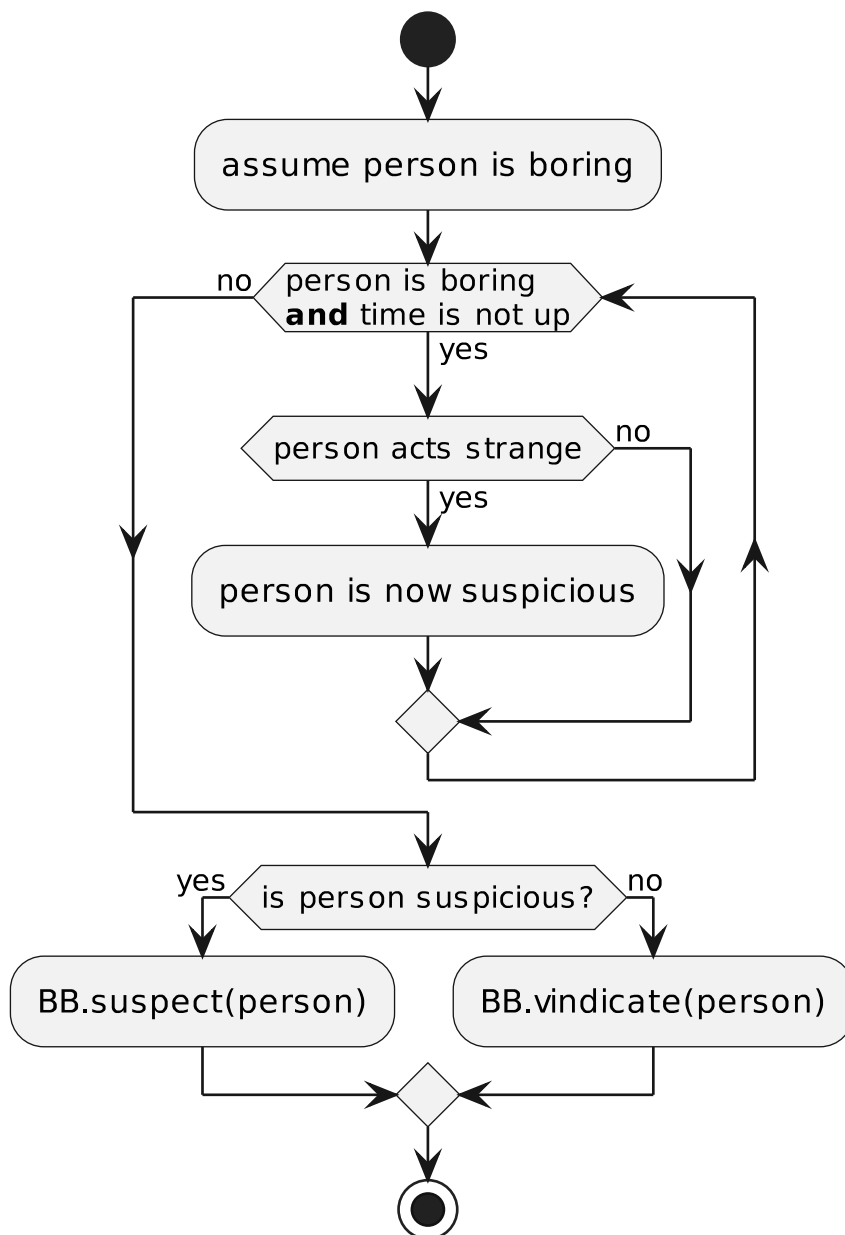 assume person is boring
no
person is boring
and time is not up
yes
person acts strange
no
yes
person is now suspicious
yes
is person suspicious?
no
BB.suspect(person)
BB.vindicate(person)